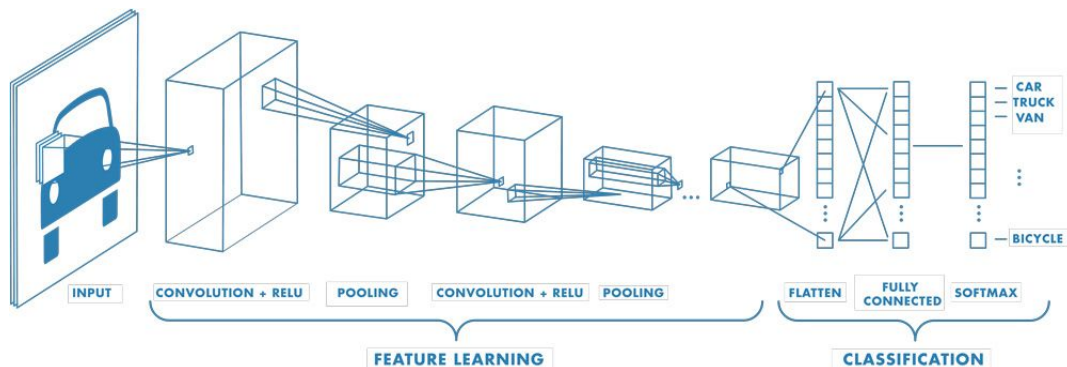 CAR
TRUCK
VAN
BICYCLE
INPUT
CONVOLUTION + RELU
POOLING
CONVOLUTION + RELU
POOLING
FLATTEN
FULLY
CONNECTED
SOFTMAX
FEATURE LEARNING
CLASSIFICATION